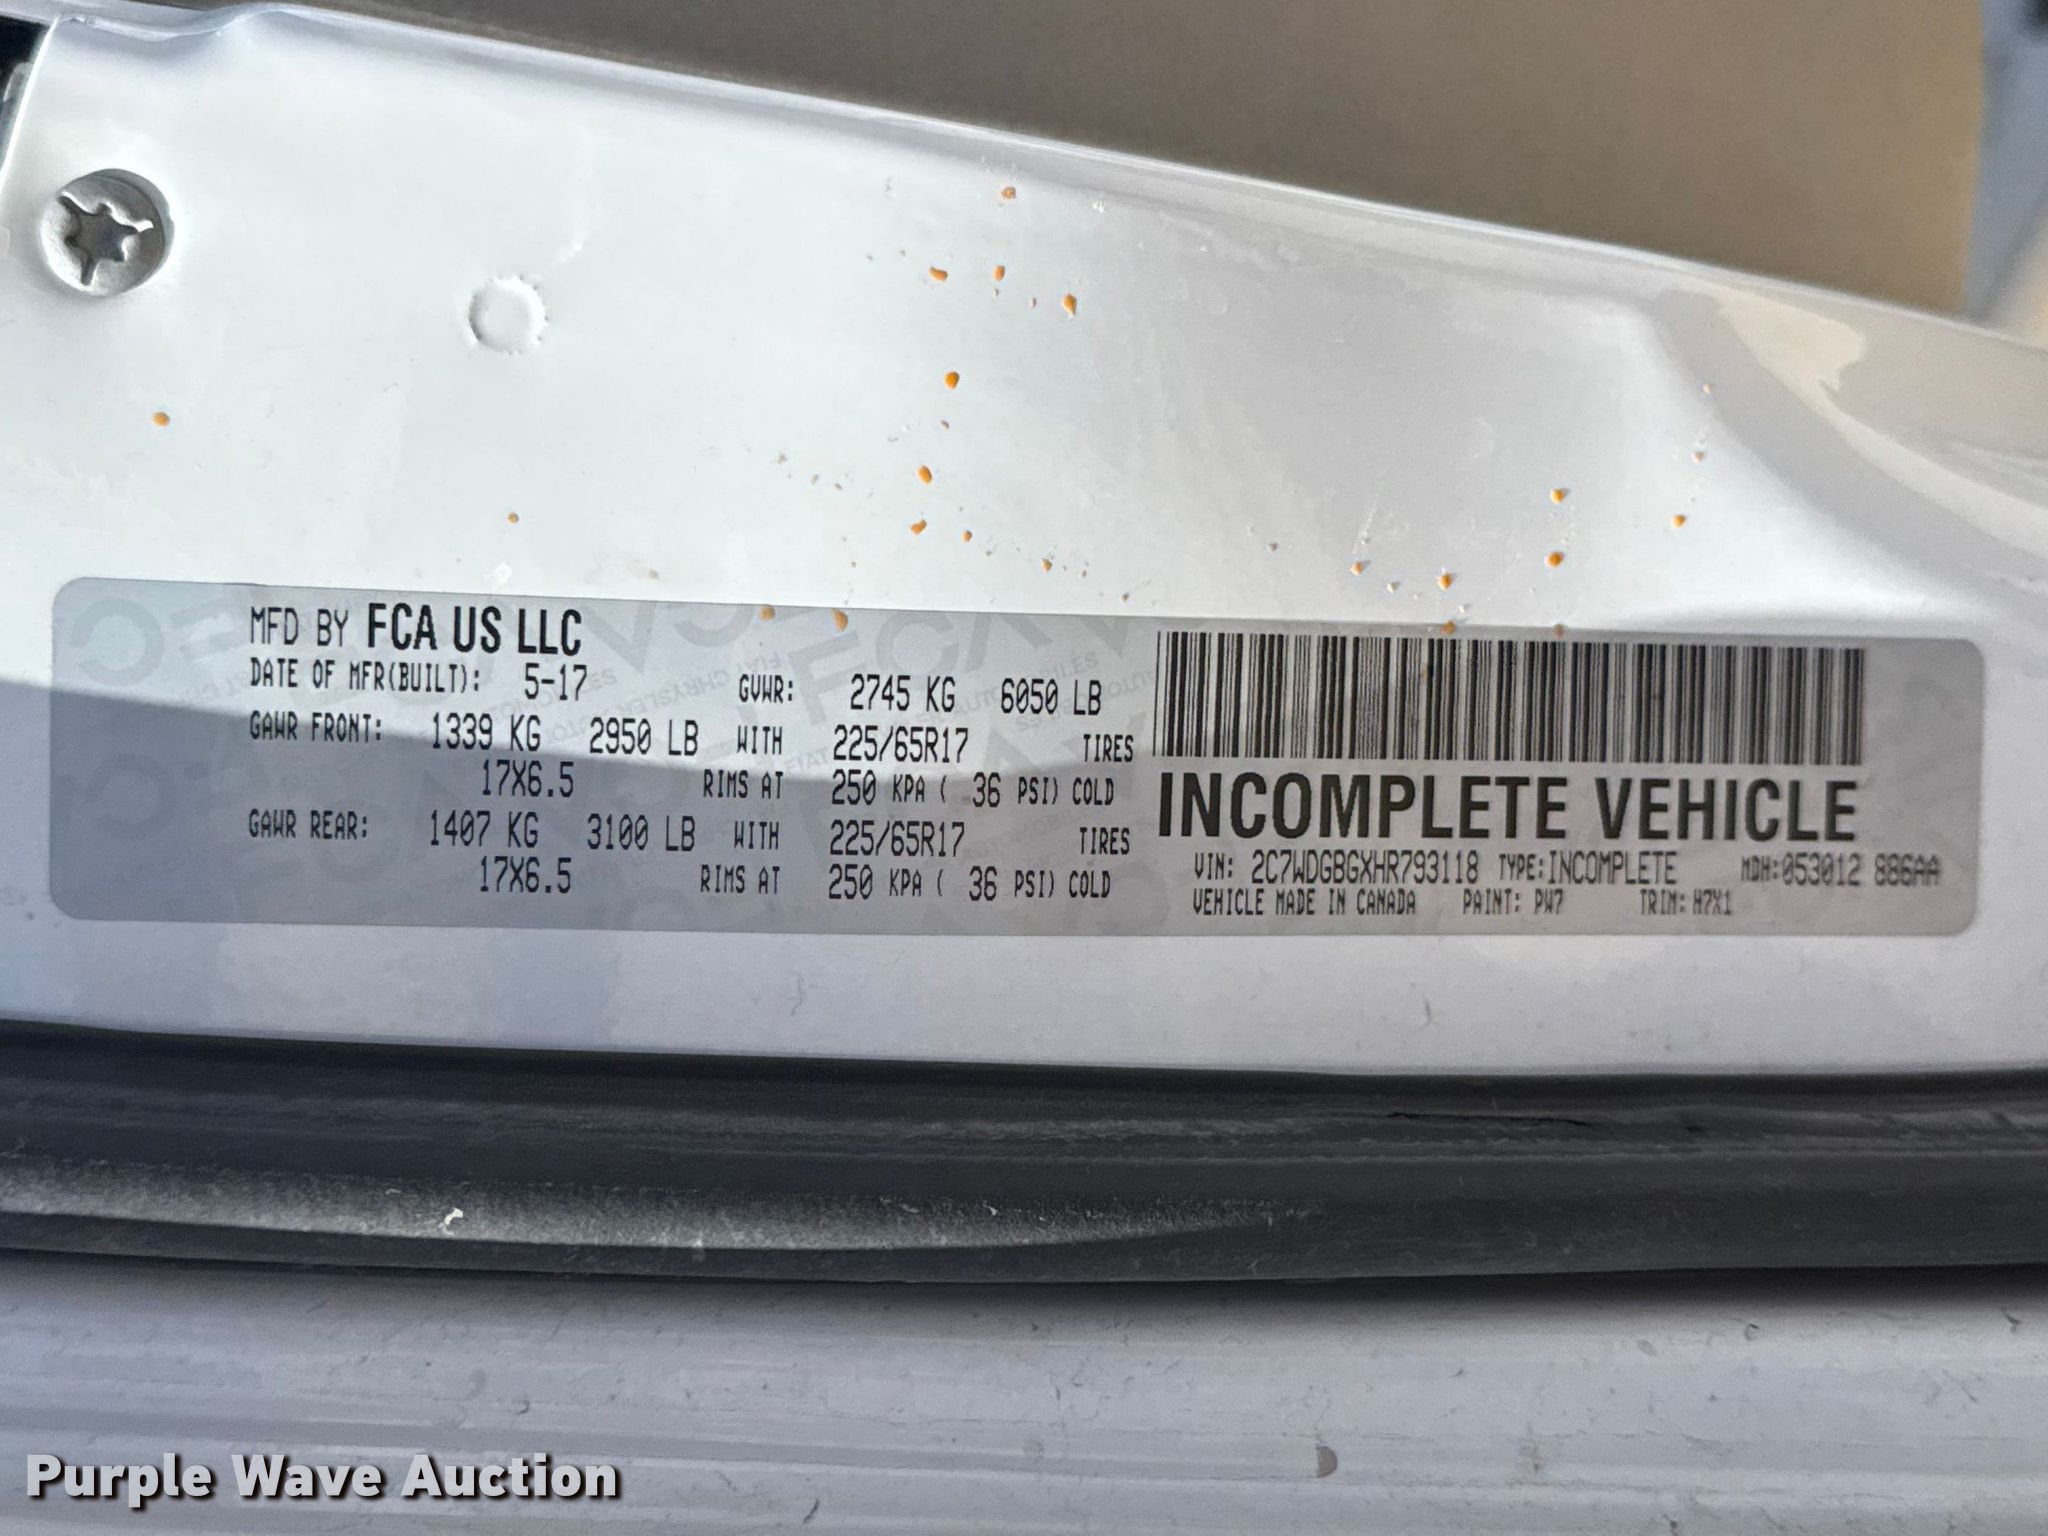 MFD BY FCA US LLC
DATE OF MFR(BUILT): 5-17 GVWR: 2745 KG 6050 LB
GAWR FRONT: 1339 KG 2950 LB WITH 225/65R17 TIRES
17X6.5 RIMS AT 250 KPA ( 36 PSI) COLD
GAWR REAR: 1407 KG 3100 LB WITH 225/65R17 TIRES
17X6.5 RIMS AT 250 KPA ( 36 PSI) COLD
INCOMPLETE VEHICLE
VIN: 2C7WDGBGXHR793118 TYPE:INCOMPLETE MDH:053012 886AA
VEHICLE MADE IN CANADA PAINT: PW7 TRIM: H7X1
Purple Wave Auction